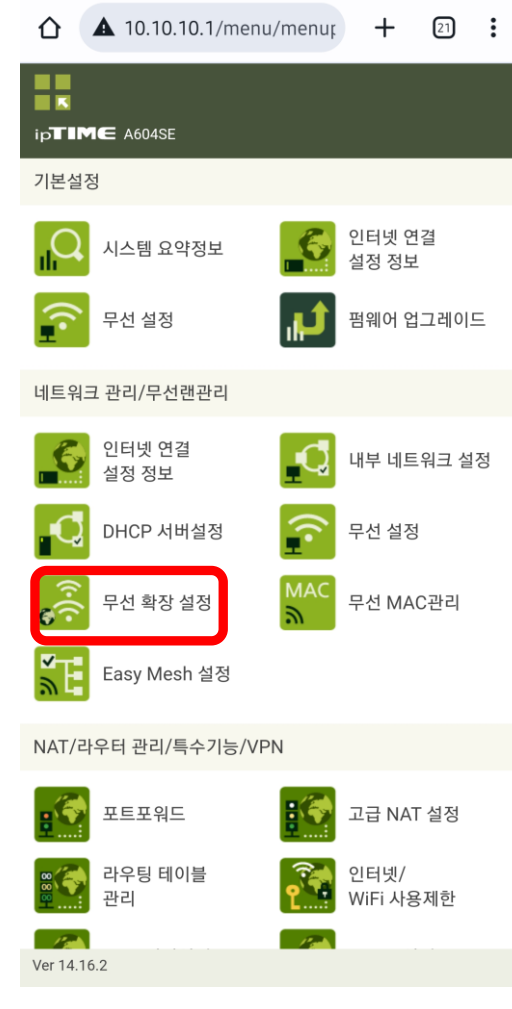 10.10.10.1/menu/menup
21
ipTIME A604SE
기본설정
시스템 요약정보
인터넷 연결
설정 정보
무선 설정
펌웨어 업그레이드
네트워크 관리/무선랜관리
인터넷 연결
설정 정보
내부 네트워크 설정
DHCP 서버설정
무선 설정
무선 확장 설정
MAC
무선 MAC관리
Easy Mesh 설정
NAT/라우터 관리/특수기능/VPN
포트포워드
고급 NAT 설정
라우팅 테이블
관리
인터넷/
WiFi 사용제한
Ver 14.16.2